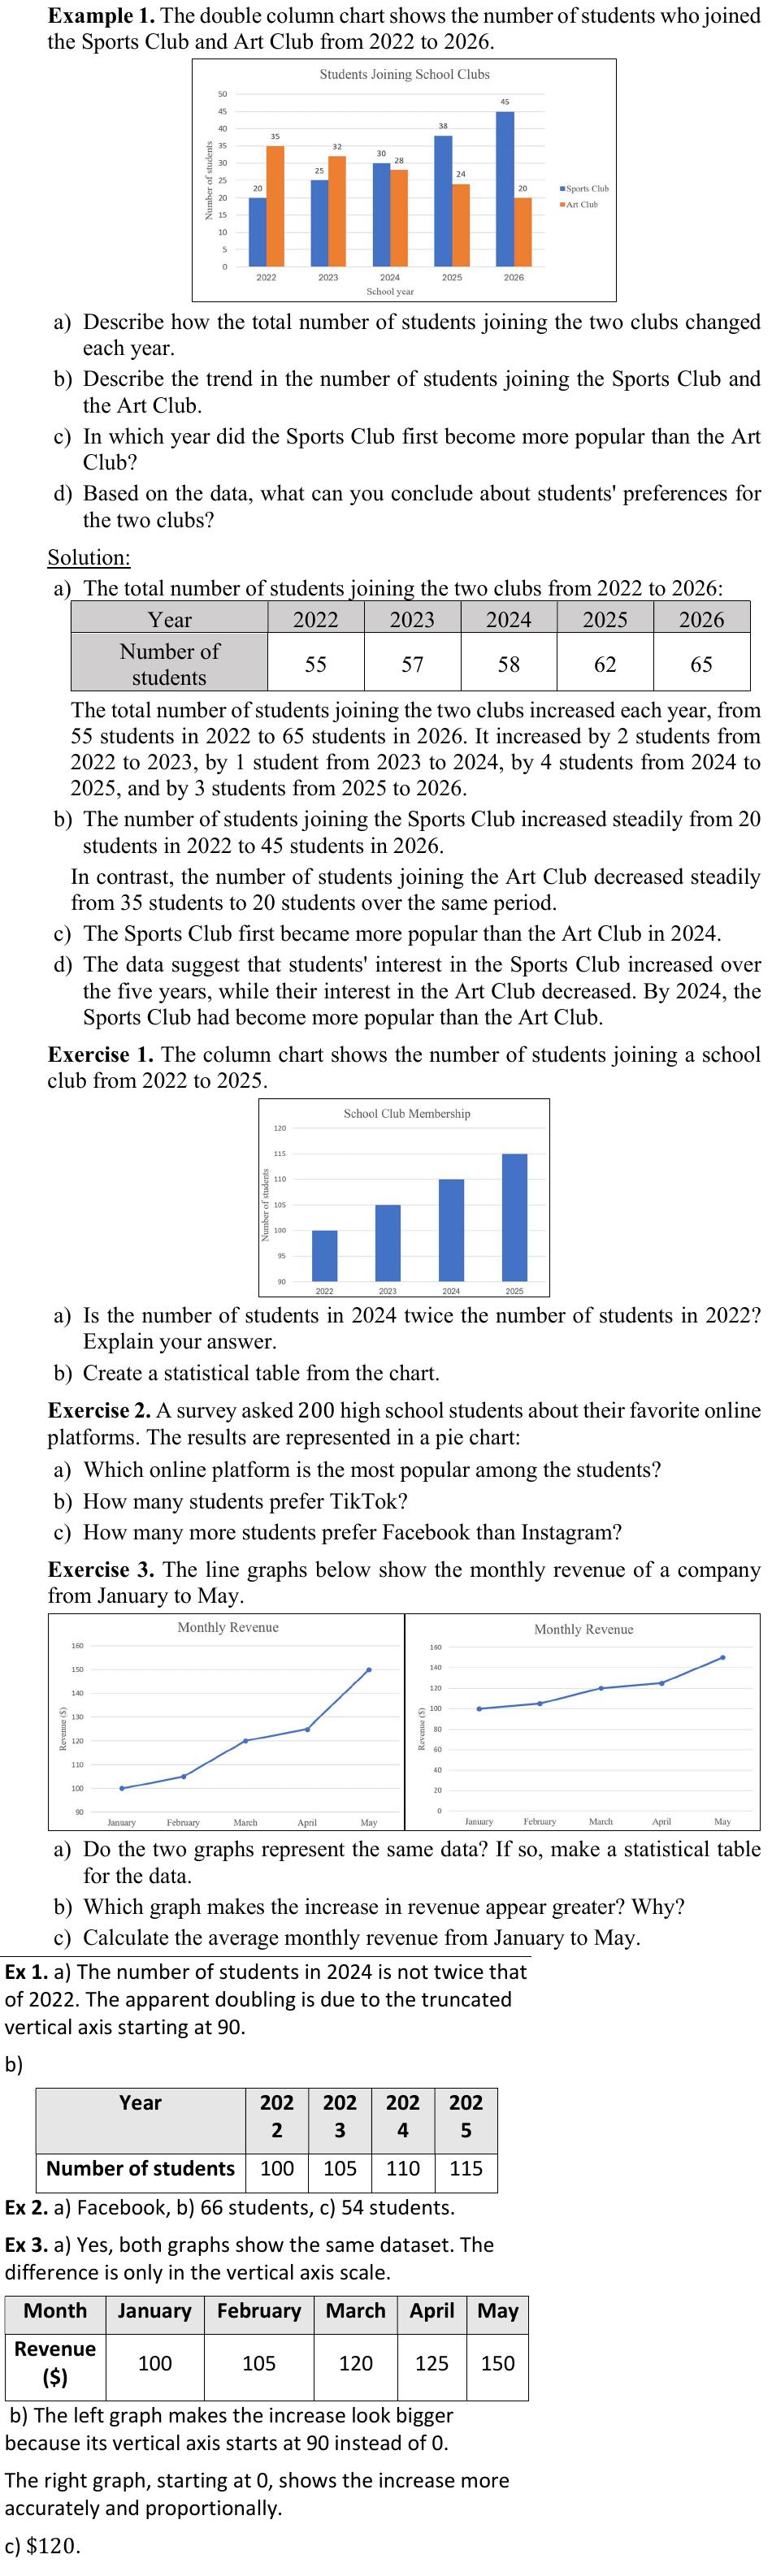 Example 1. The double column chart shows the number of students who joined
the Sports Club and Art Club from 2022 to 2026.
Students Joining School Clubs
50
45
40
35
30
25
20
15
10
5
0
Number of students
20
35
25
32
30
28
38
24
45
20
2022 2023 2024 2025 2026
School year
Sports Club
Art Club
a) Describe how the total number of students joining the two clubs changed
each year.
b) Describe the trend in the number of students joining the Sports Club and
the Art Club.
c) In which year did the Sports Club first become more popular than the Art
Club?
d) Based on the data, what can you conclude about students' preferences for
the two clubs?
Solution:
a) The total number of students joining the two clubs from 2022 to 2026:
Year 2022 2023 2024 2025 2026
Number of
students 55 57 58 62 65
The total number of students joining the two clubs increased each year, from
55 students in 2022 to 65 students in 2026. It increased by 2 students from
2022 to 2023, by 1 student from 2023 to 2024, by 4 students from 2024 to
2025, and by 3 students from 2025 to 2026.
b) The number of students joining the Sports Club increased steadily from 20
students in 2022 to 45 students in 2026.
In contrast, the number of students joining the Art Club decreased steadily
from 35 students to 20 students over the same period.
c) The Sports Club first became more popular than the Art Club in 2024.
d) The data suggest that students' interest in the Sports Club increased over
the five years, while their interest in the Art Club decreased. By 2024, the
Sports Club had become more popular than the Art Club.
Exercise 1. The column chart shows the number of students joining a school
club from 2022 to 2025.
School Club Membership
120
115
110
105
100
95
90
Number of students
2022 2023 2024 2025
a) Is the number of students in 2024 twice the number of students in 2022?
Explain your answer.
b) Create a statistical table from the chart.
Exercise 2. A survey asked 200 high school students about their favorite online
platforms. The results are represented in a pie chart:
a) Which online platform is the most popular among the students?
b) How many students prefer TikTok?
c) How many more students prefer Facebook than Instagram?
Exercise 3. The line graphs below show the monthly revenue of a company
from January to May.
Monthly Revenue
160
150
140
130
120
110
100
90
Revenue ($)
January February March April May
Monthly Revenue
160
140
120
100
80
60
40
20
0
Revenue ($)
January February March April May
a) Do the two graphs represent the same data? If so, make a statistical table
for the data.
b) Which graph makes the increase in revenue appear greater? Why?
c) Calculate the average monthly revenue from January to May.
Ex 1. a) The number of students in 2024 is not twice that
of 2022. The apparent doubling is due to the truncated
vertical axis starting at 90.
b)
Year 202 202 202 202
2 3 4 5
Number of students 100 105 110 115
Ex 2. a) Facebook, b) 66 students, c) 54 students.
Ex 3. a) Yes, both graphs show the same dataset. The
difference is only in the vertical axis scale.
Month January February March April May
Revenue
($) 100 105 120 125 150
b) The left graph makes the increase look bigger
because its vertical axis starts at 90 instead of 0.
The right graph, starting at 0, shows the increase more
accurately and proportionally.
c) $120.